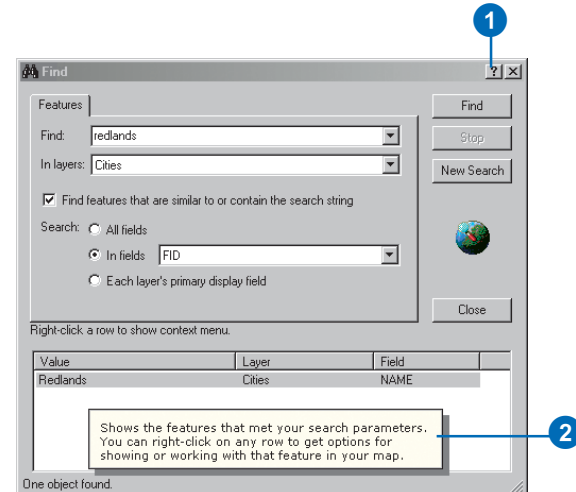 1
Find
?
Features
Find
Find: redlands
Stop
In layers: Cities
New Search
Find features that are similar to or contain the search string
Search: All fields
In fields FID
Each layer's primary display field
Close
Right-click a row to show context menu.
Value Layer Field
Redlands Cities NAME
Shows the features that met your search parameters.
You can right-click on any row to get options for
showing or working with that feature in your map.
2
One object found.